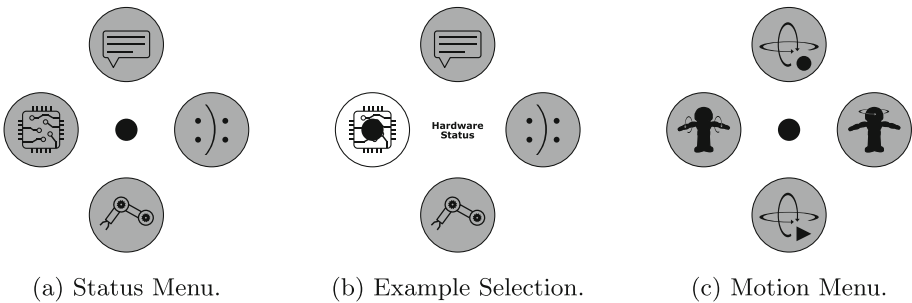 Hardware
Status
(a) Status Menu.
(b) Example Selection.
(c) Motion Menu.